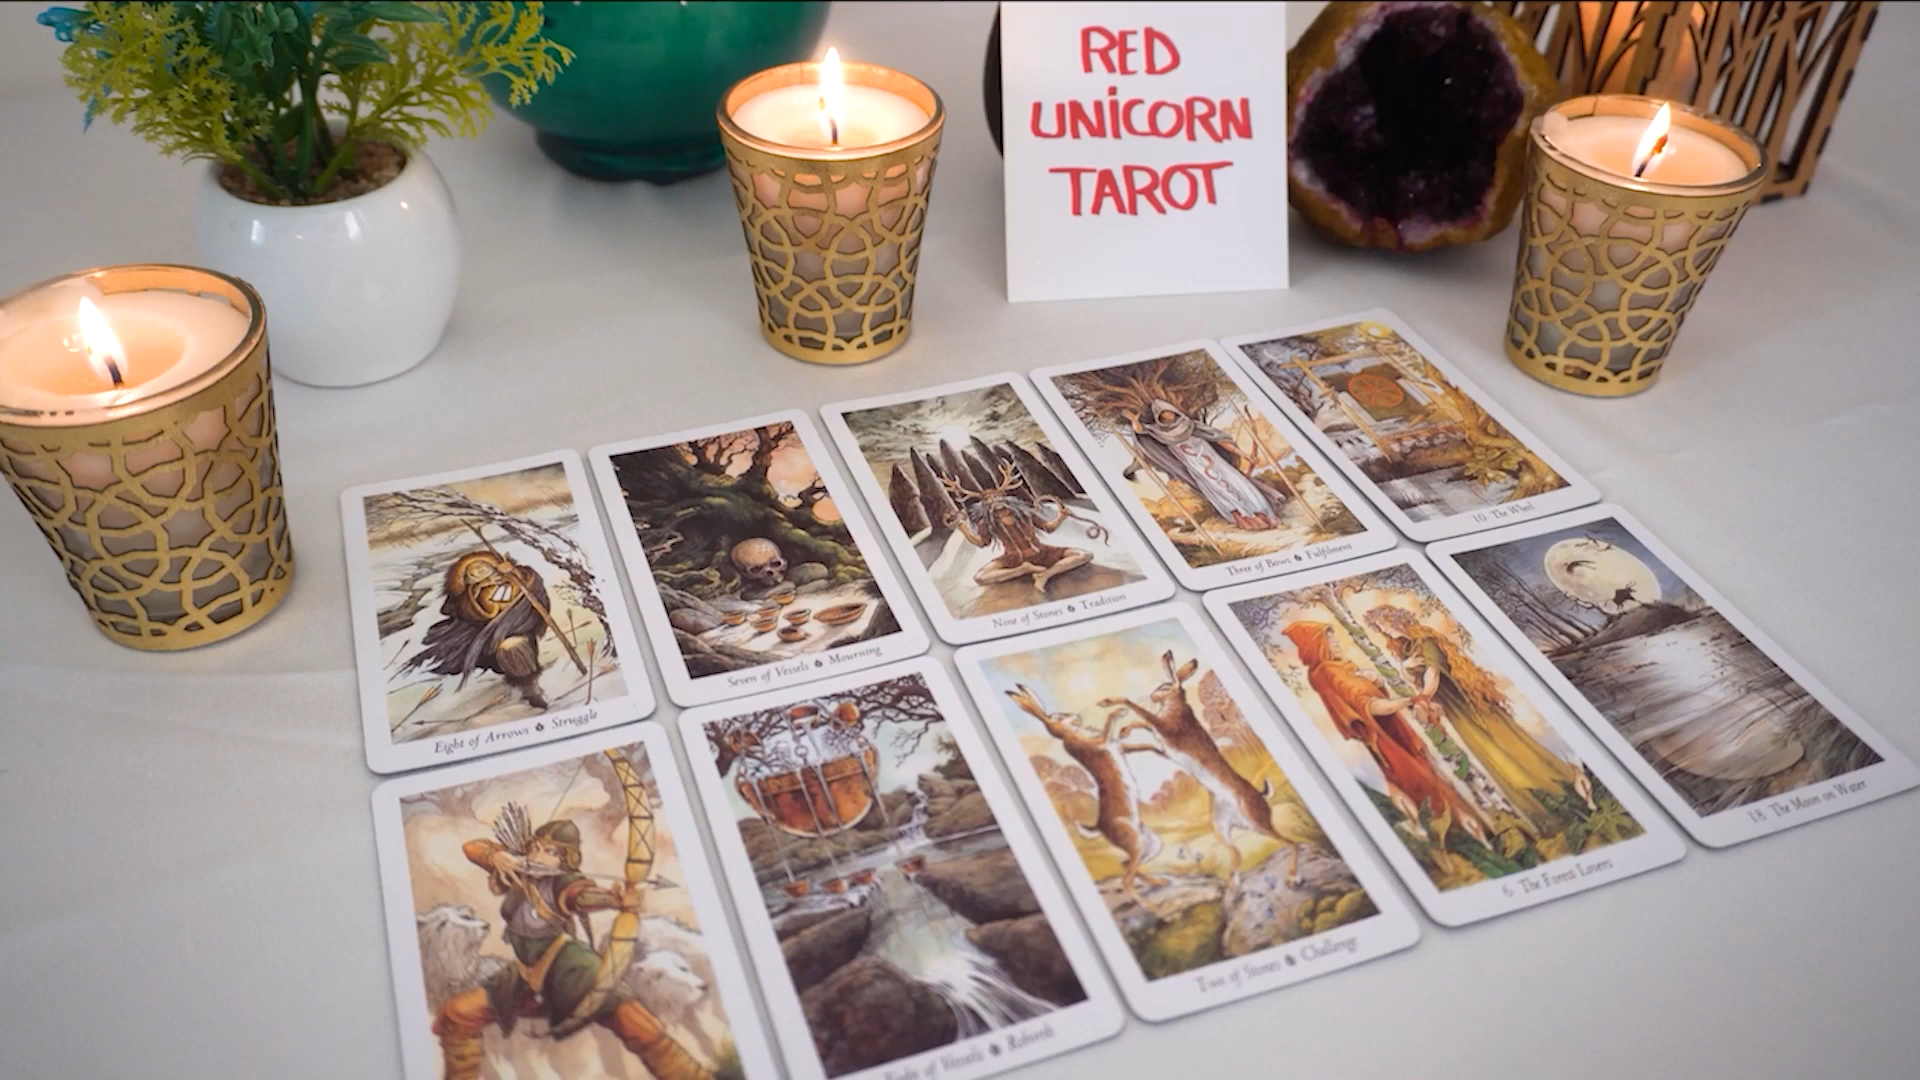 RED
UNiCORN
TAROT
10 The Wheel
Three of Bows Fulfilment
Nine of Stones Tradition
Seven of Vessels Mourning
Eight of Arrows Struggle
18 The Moon on Water
6 The Forest Lovers
Two of Stones Challenge
Eight of Vessels Rebirth